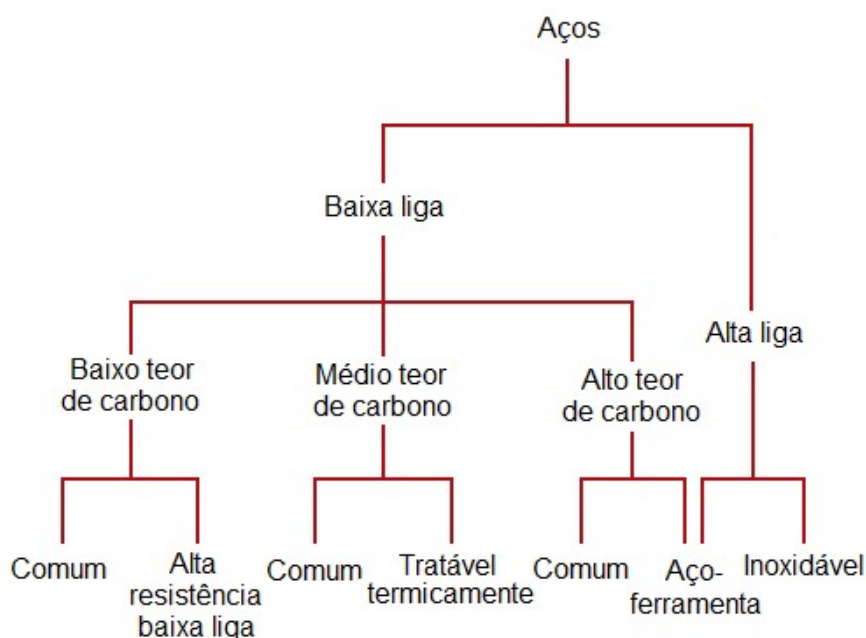 Aços
Baixa liga
Alta liga
Baixo teor
de carbono
Médio teor
de carbono
Alto teor
de carbono
Comum
Alta
resistência
baixa liga
Comum
Tratável
termicamente
Comum
Aço-
ferramenta
Inoxidável